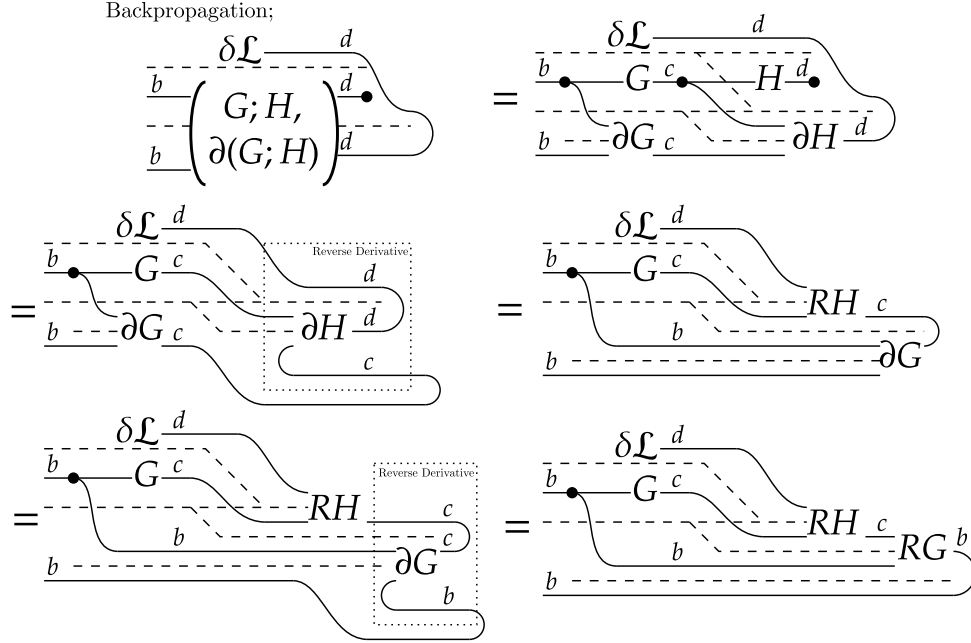 Backpropagation;
δ𝕷 d
b d
( G; H,
∂(G; H) )
b d
= δ𝕷 d
b G c H d
∂G c ∂H d
b
= δ𝕷 d
Reverse Derivative
b G c d
∂G c ∂H d
b c
= δ𝕷 d
b G c
RH c
b ∂G
b
= δ𝕷 d
b G c
Reverse Derivative
RH c
b c
∂G
b b
= δ𝕷 d
b G c
RH c
b RG b
b